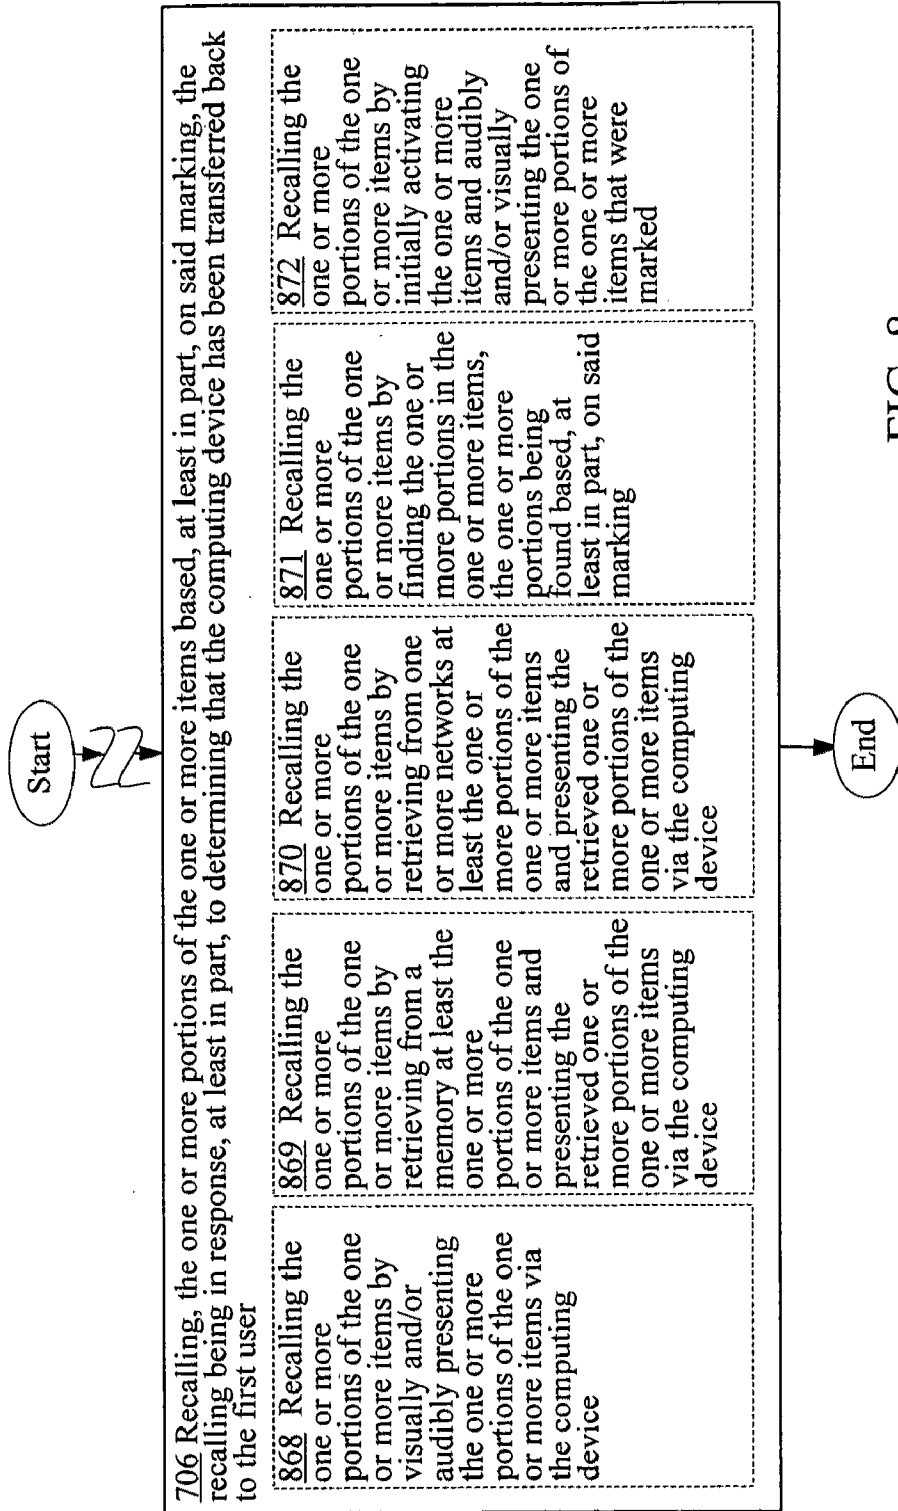 Start
706 Recalling, the one or more portions of the one or more items based, at least in part, on said marking, the
recalling being in response, at least in part, to determining that the computing device has been transferred back
to the first user
868 Recalling the
one or more
portions of the one
or more items by
visually and/or
audibly presenting
the one or more
portions of the one
or more items via
the computing
device
869 Recalling the
one or more
portions of the one
or more items by
retrieving from a
memory at least the
one or more
portions of the one
or more items and
presenting the
retrieved one or
more portions of the
one or more items
via the computing
device
870 Recalling the
one or more
portions of the one
or more items by
retrieving from one
or more networks at
least the one or
more portions of the
one or more items
and presenting the
retrieved one or
more portions of the
one or more items
via the computing
device
871 Recalling the
one or more
portions of the one
or more items by
finding the one or
more portions in the
one or more items,
the one or more
portions being
found based, at
least in part, on said
marking
872 Recalling the
one or more
portions of the one
or more items by
initially activating
the one or more
items and audibly
and/or visually
presenting the one
or more portions of
the one or more
items that were
marked
End
FIG. 8